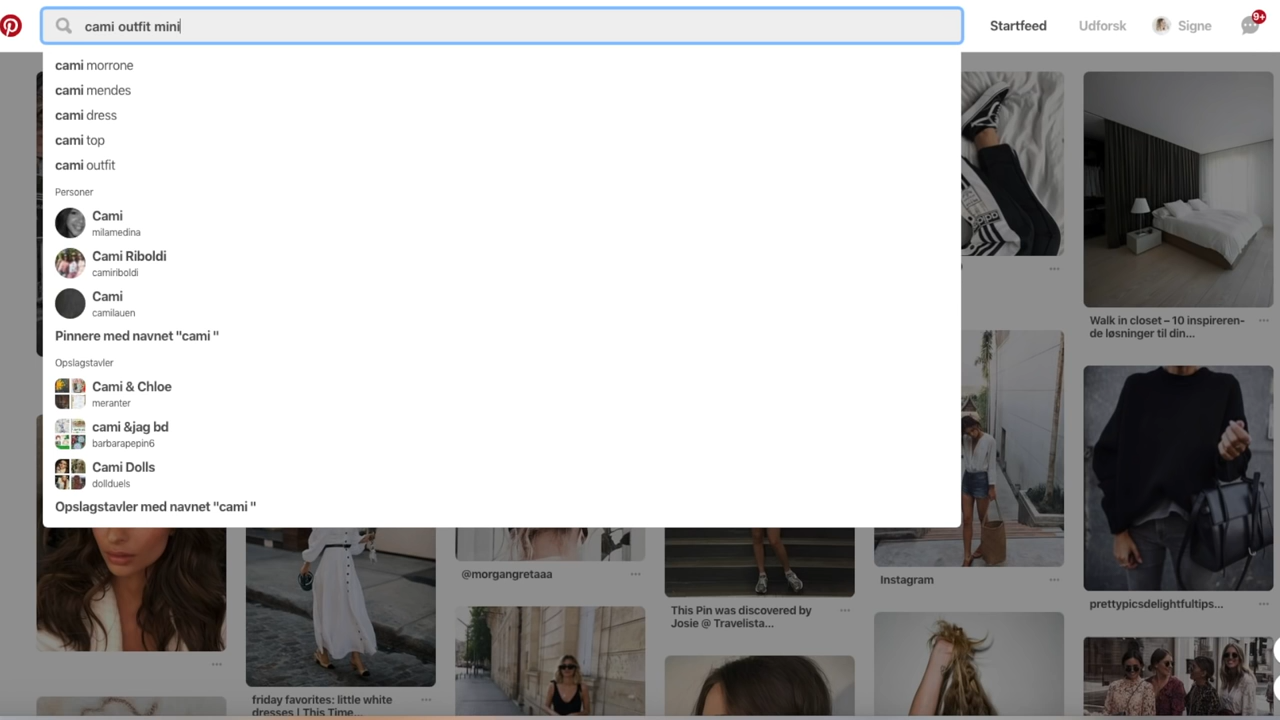 cami outfit mini
Startfeed
Udforsk
Signe
9+
cami morrone
cami mendes
cami dress
cami top
cami outfit
Personer
Cami
milamedina
Cami Riboldi
camiriboldi
Cami
camilauen
Pinnere med navnet "cami "
Opslagstavler
Cami & Chloe
meranter
cami &jag bd
barbarapepin6
Cami Dolls
dollduels
Opslagstavler med navnet "cami "
Walk in closet – 10 inspireren-
de løsninger til din...
@morgangretaaa
Instagram
prettypicsdelightfultips...
This Pin was discovered by
Josie @ Travelista...
friday favorites: little white
dresses | This Time...